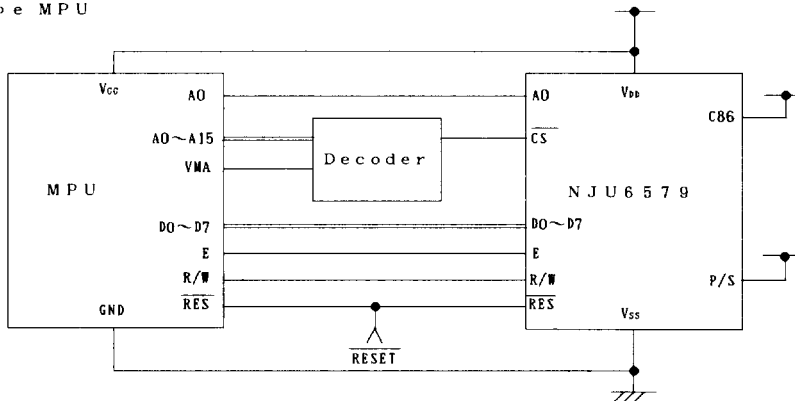 MPU
Vcc
A0
A0~A15
VMA
MPU
D0~D7
E
R/W
RES
GND
Decoder
RESET
A0
VDD
C86
CS
NJU6579
D0~D7
E
R/W
P/S
RES
VSS